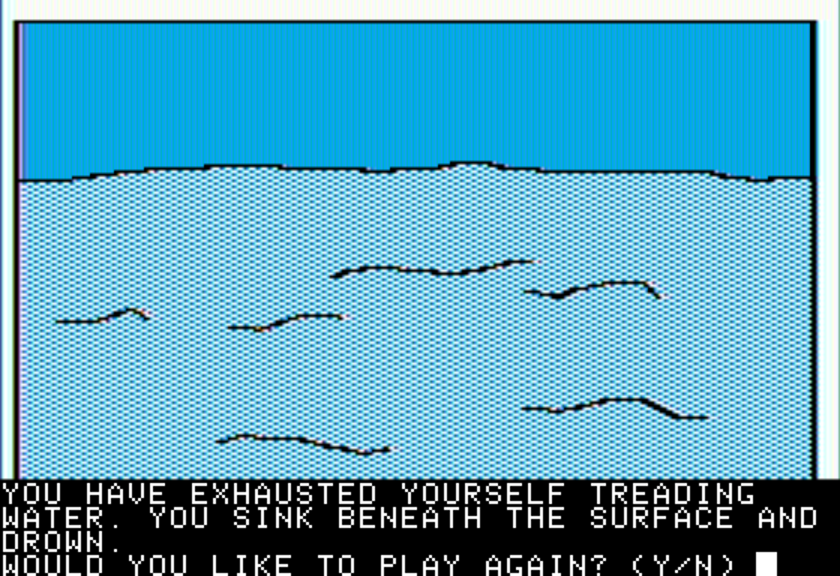 YOU HAVE EXHAUSTED YOURSELF TREADING
WATER. YOU SINK BENEATH THE SURFACE AND
DROWN.
WOULD YOU LIKE TO PLAY AGAIN? (Y/N)